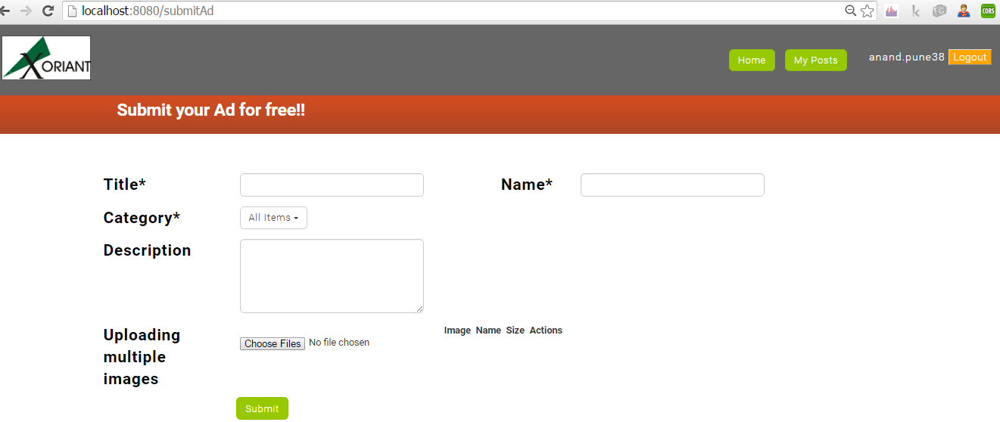 localhost:8080/submitAd
CORS
XORIANT
Home
My Posts
anand.pune38
Logout
Submit your Ad for free!!
Title*
Name*
Category*
All Items
Description
Uploading
multiple
images
Choose Files No file chosen
Image Name Size Actions
Submit